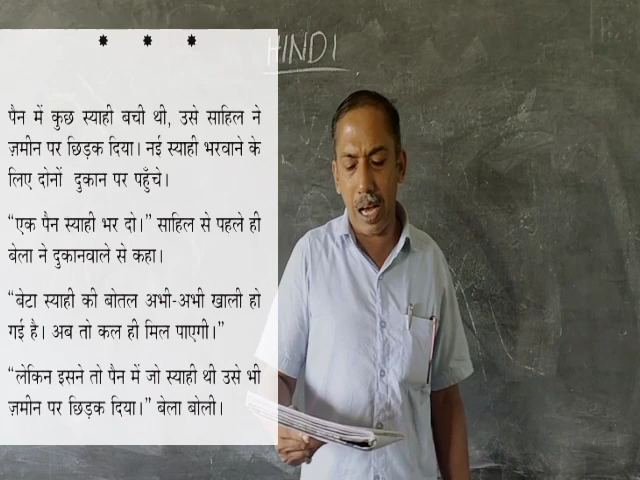 HINDI
* * *
पैन में कुछ स्याही बची थी, उसे साहिल ने
ज़मीन पर छिड़क दिया। नई स्याही भरवाने के
लिए दोनों दुकान पर पहुँचे।
“एक पैन स्याही भर दो।” साहिल से पहले ही
बेला ने दुकानवाले से कहा।
“बेटा स्याही की बोतल अभी-अभी खाली हो
गई है। अब तो कल ही मिल पाएगी।”
“लेकिन इसने तो पैन में जो स्याही थी उसे भी
ज़मीन पर छिड़क दिया।” बेला बोली।